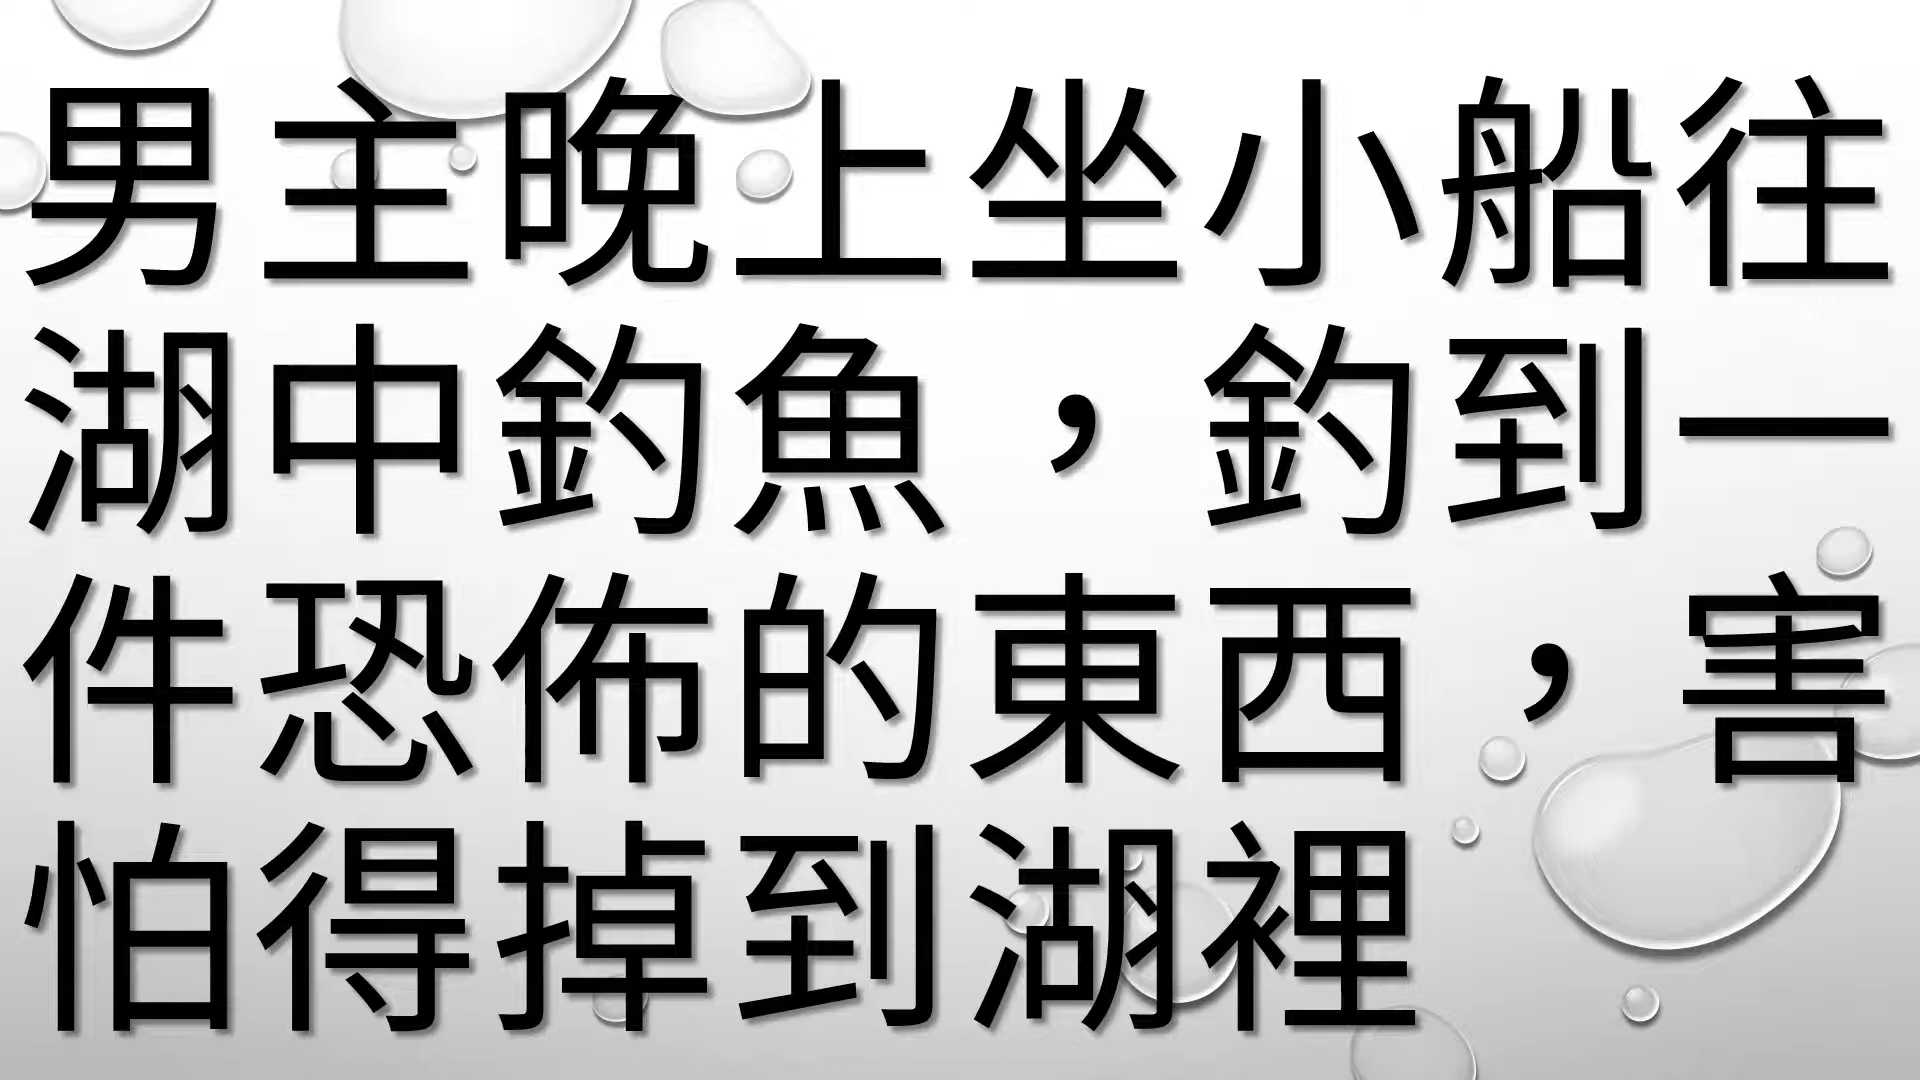 男主晚上坐小船往
湖中釣魚，釣到一
件恐佈的東西，害
怕得掉到湖裡